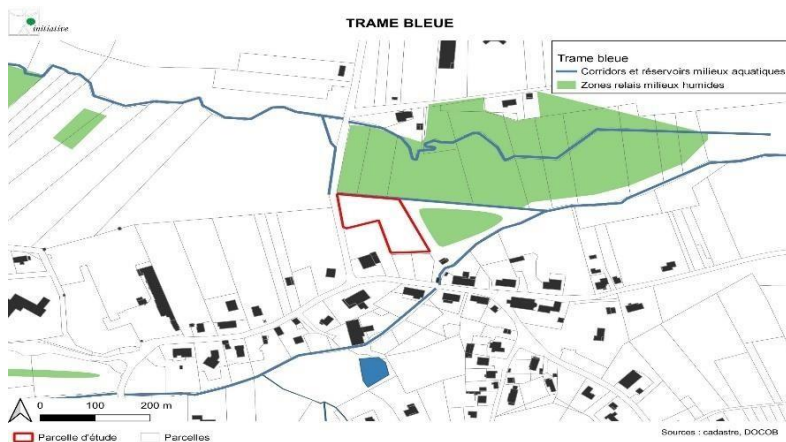 initiative
TRAME BLEUE
Trame bleue
Corridors et réservoirs milieux aquatiques
Zones relais milieux humides
0 100 200 m
Parcelle d'étude Parcelles
Sources : cadastre, DOCOB